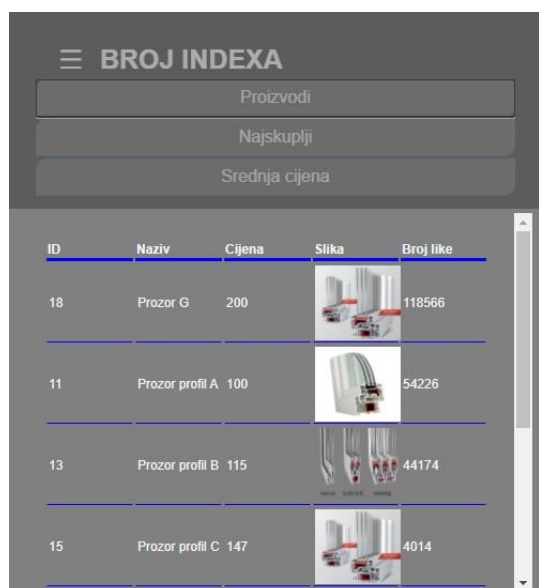 ☰ BROJ INDEXA
Proizvodi
Najskuplji
Srednja cijena
ID Naziv Cijena Slika Broj like
18 Prozor G 200 118566
11 Prozor profil A 100 54226
13 Prozor profil B 115 44174
15 Prozor profil C 147 4014